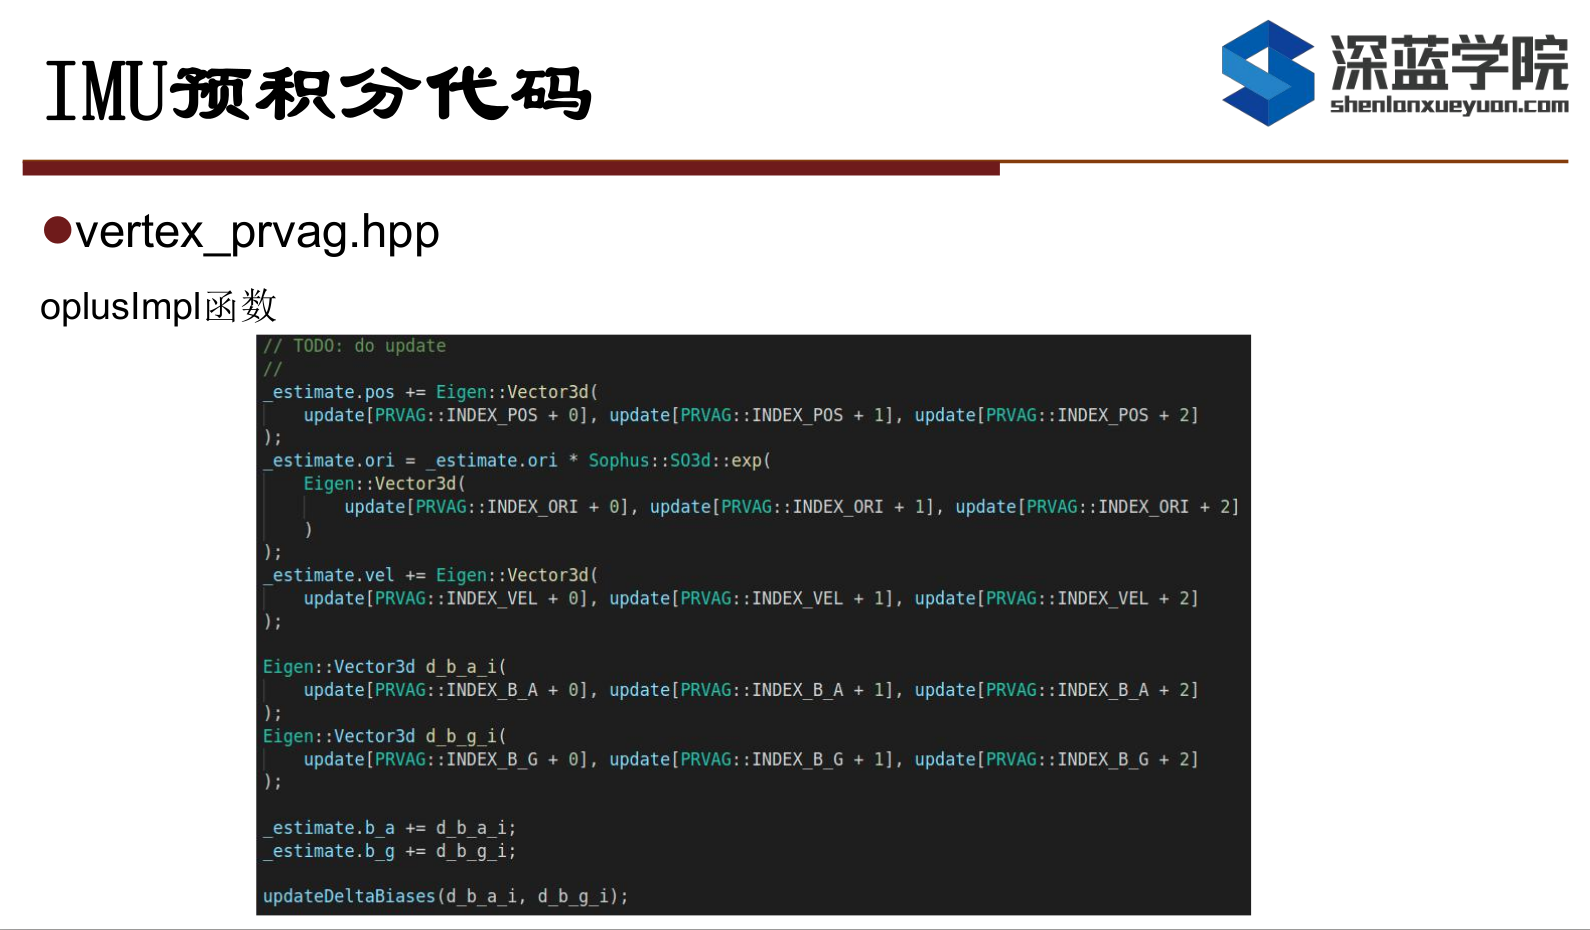 IMU预积分代码
深蓝学院
shenlanxueyuan.com
●vertex_prvag.hpp
oplusImpl函数
// TODO: do update
//
_estimate.pos += Eigen::Vector3d(
    update[PRVAG::INDEX_POS + 0], update[PRVAG::INDEX_POS + 1], update[PRVAG::INDEX_POS + 2]
);
_estimate.ori = _estimate.ori * Sophus::SO3d::exp(
    Eigen::Vector3d(
        update[PRVAG::INDEX_ORI + 0], update[PRVAG::INDEX_ORI + 1], update[PRVAG::INDEX_ORI + 2]
    )
);
_estimate.vel += Eigen::Vector3d(
    update[PRVAG::INDEX_VEL + 0], update[PRVAG::INDEX_VEL + 1], update[PRVAG::INDEX_VEL + 2]
);
Eigen::Vector3d d_b_a_i(
    update[PRVAG::INDEX_B_A + 0], update[PRVAG::INDEX_B_A + 1], update[PRVAG::INDEX_B_A + 2]
);
Eigen::Vector3d d_b_g_i(
    update[PRVAG::INDEX_B_G + 0], update[PRVAG::INDEX_B_G + 1], update[PRVAG::INDEX_B_G + 2]
);
_estimate.b_a += d_b_a_i;
_estimate.b_g += d_b_g_i;
updateDeltaBiases(d_b_a_i, d_b_g_i);